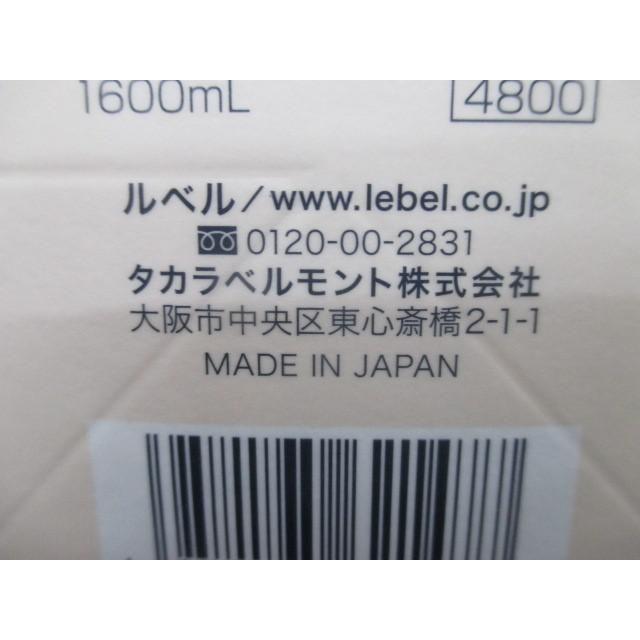 1600mL 4800
ルベル/www.lebel.co.jp
0120-00-2831
タカラベルモント株式会社
大阪市中央区東心斎橋2-1-1
MADE IN JAPAN